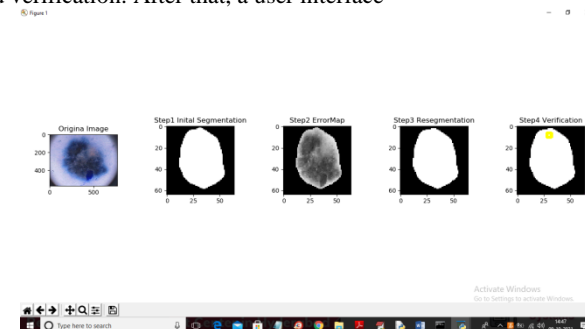 verification. After that, a user interface
Figure 1
Origina Image
0
200
400
0 500
Step1 Inital Segmentation
0
20
40
60
0 25 50
Step2 ErrorMap
0
20
40
60
0 25 50
Step3 Resegmentation
0
20
40
60
0 25 50
Step4 Verification
0
20
40
60
0 25 50
Activate Windows
Go to Settings to activate Windows.
Type here to search